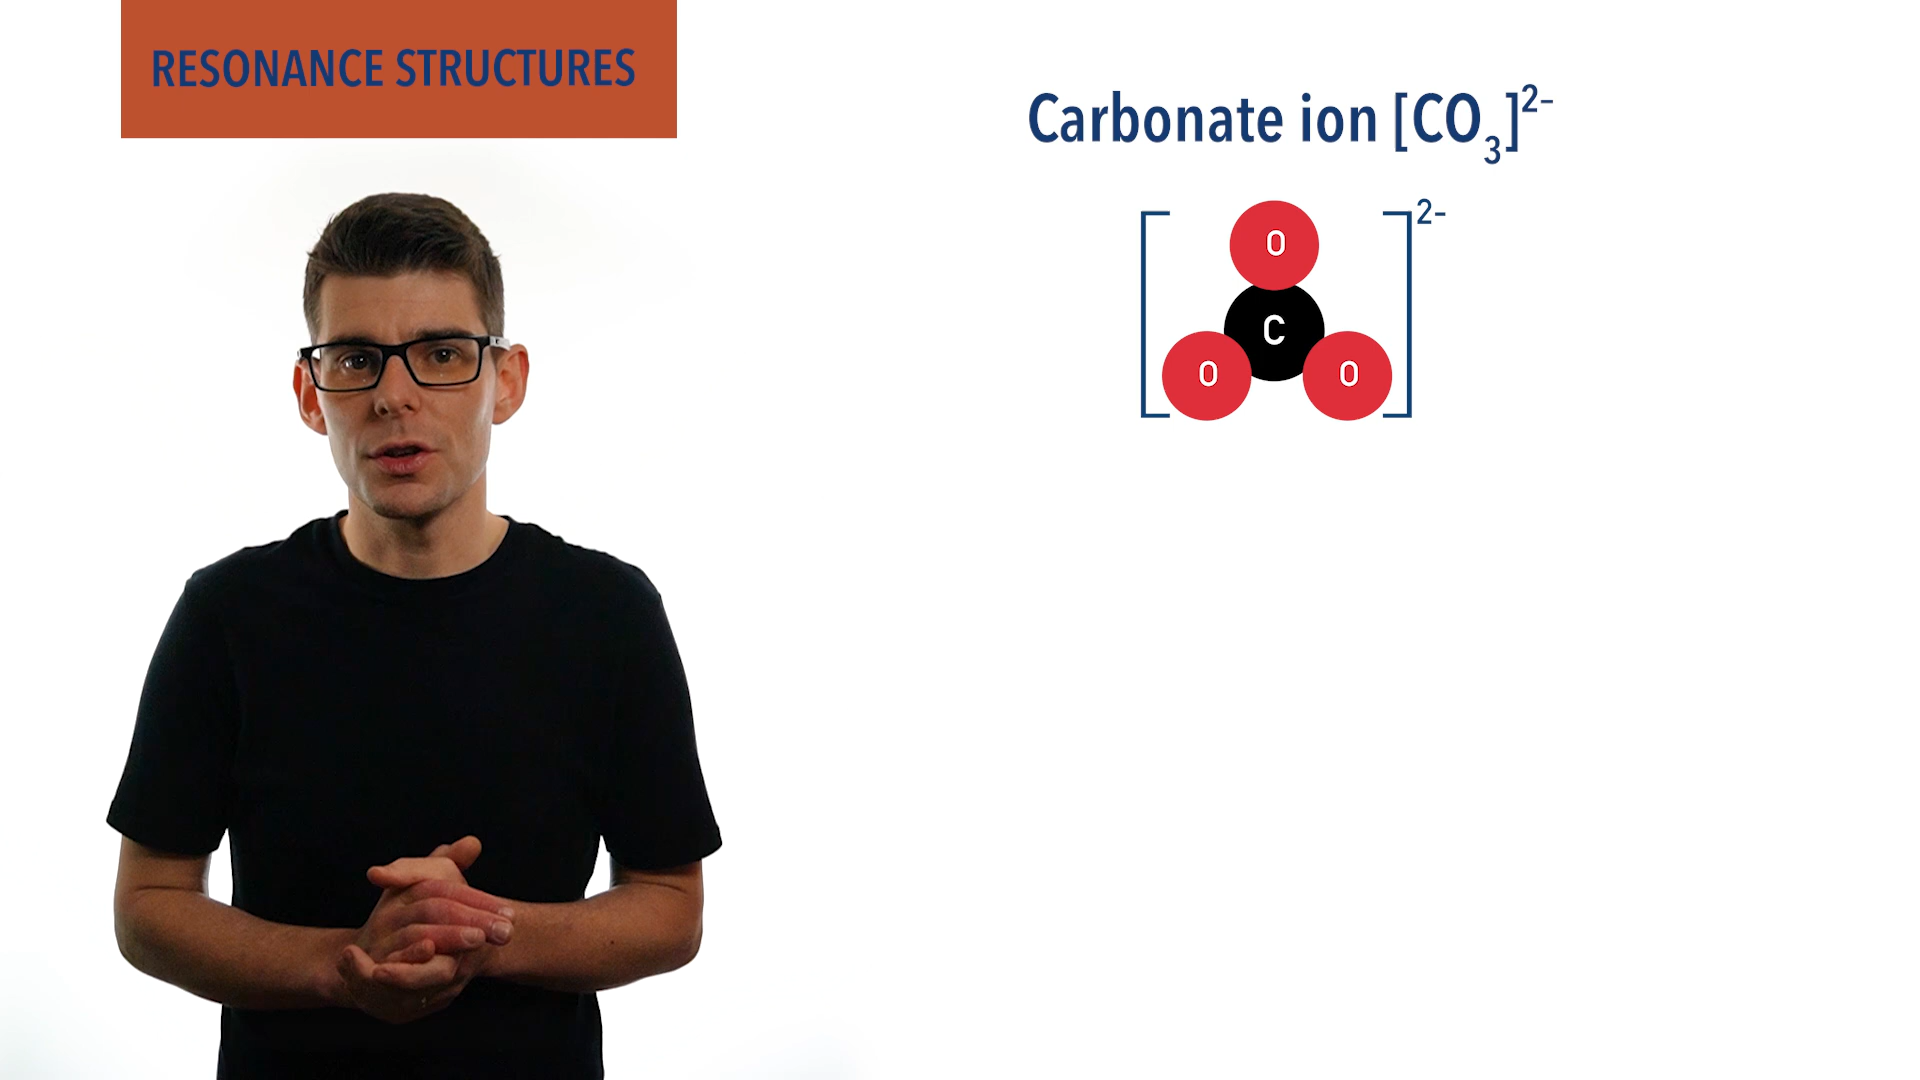 RESONANCE STRUCTURES
Carbonate ion [CO₃]²⁻
2-
O
C
O
O